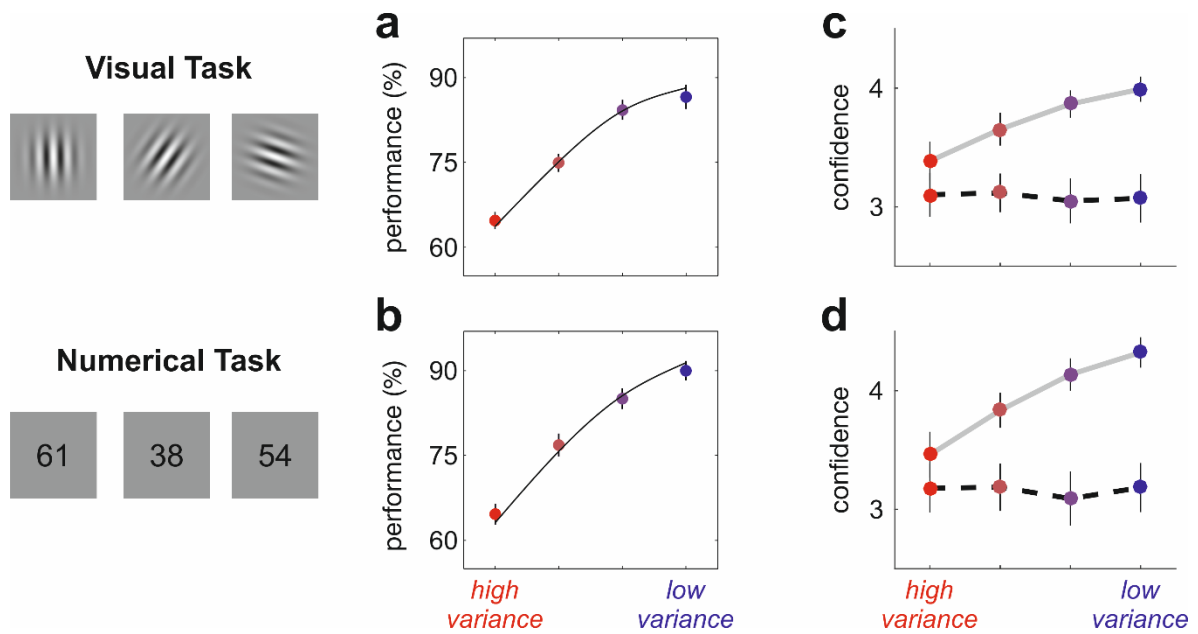 Visual Task
a
performance (%)
90
75
60
c
confidence
4
3
Numerical Task
61 38 54
b
performance (%)
90
75
60
high
variance
low
variance
d
confidence
4
3
high
variance
low
variance